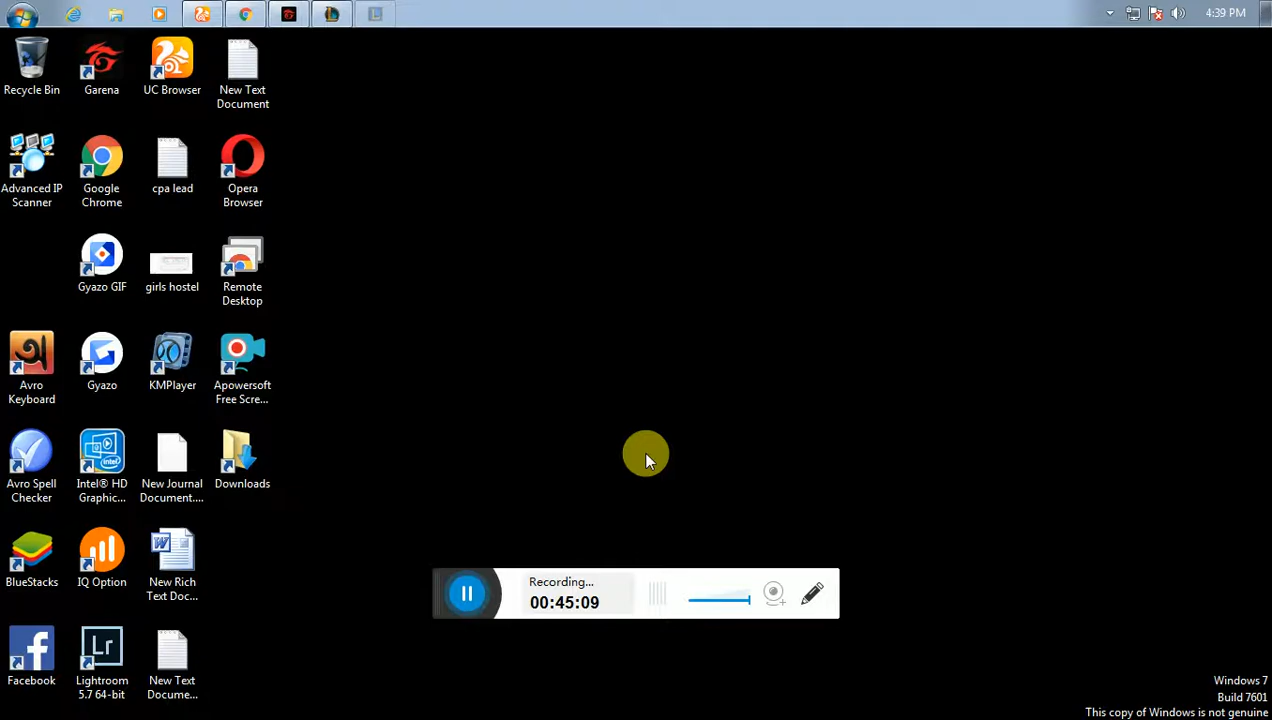 4:39 PM
Recycle Bin
Garena
UC Browser
New Text
Document
Advanced IP
Scanner
Google
Chrome
cpa lead
Opera
Browser
Gyazo GIF
girls hostel
Remote
Desktop
অ
Avro
Keyboard
Gyazo
KMPlayer
Apowersoft
Free Scre...
Avro Spell
Checker
intel
Intel® HD
Graphic...
New Journal
Document....
Downloads
BlueStacks
IQ Option
W
New Rich
Text Doc...
Recording...
00:45:09
f
Facebook
Lr
Lightroom
5.7 64-bit
New Text
Docume...
Windows 7
Build 7601
This copy of Windows is not genuine